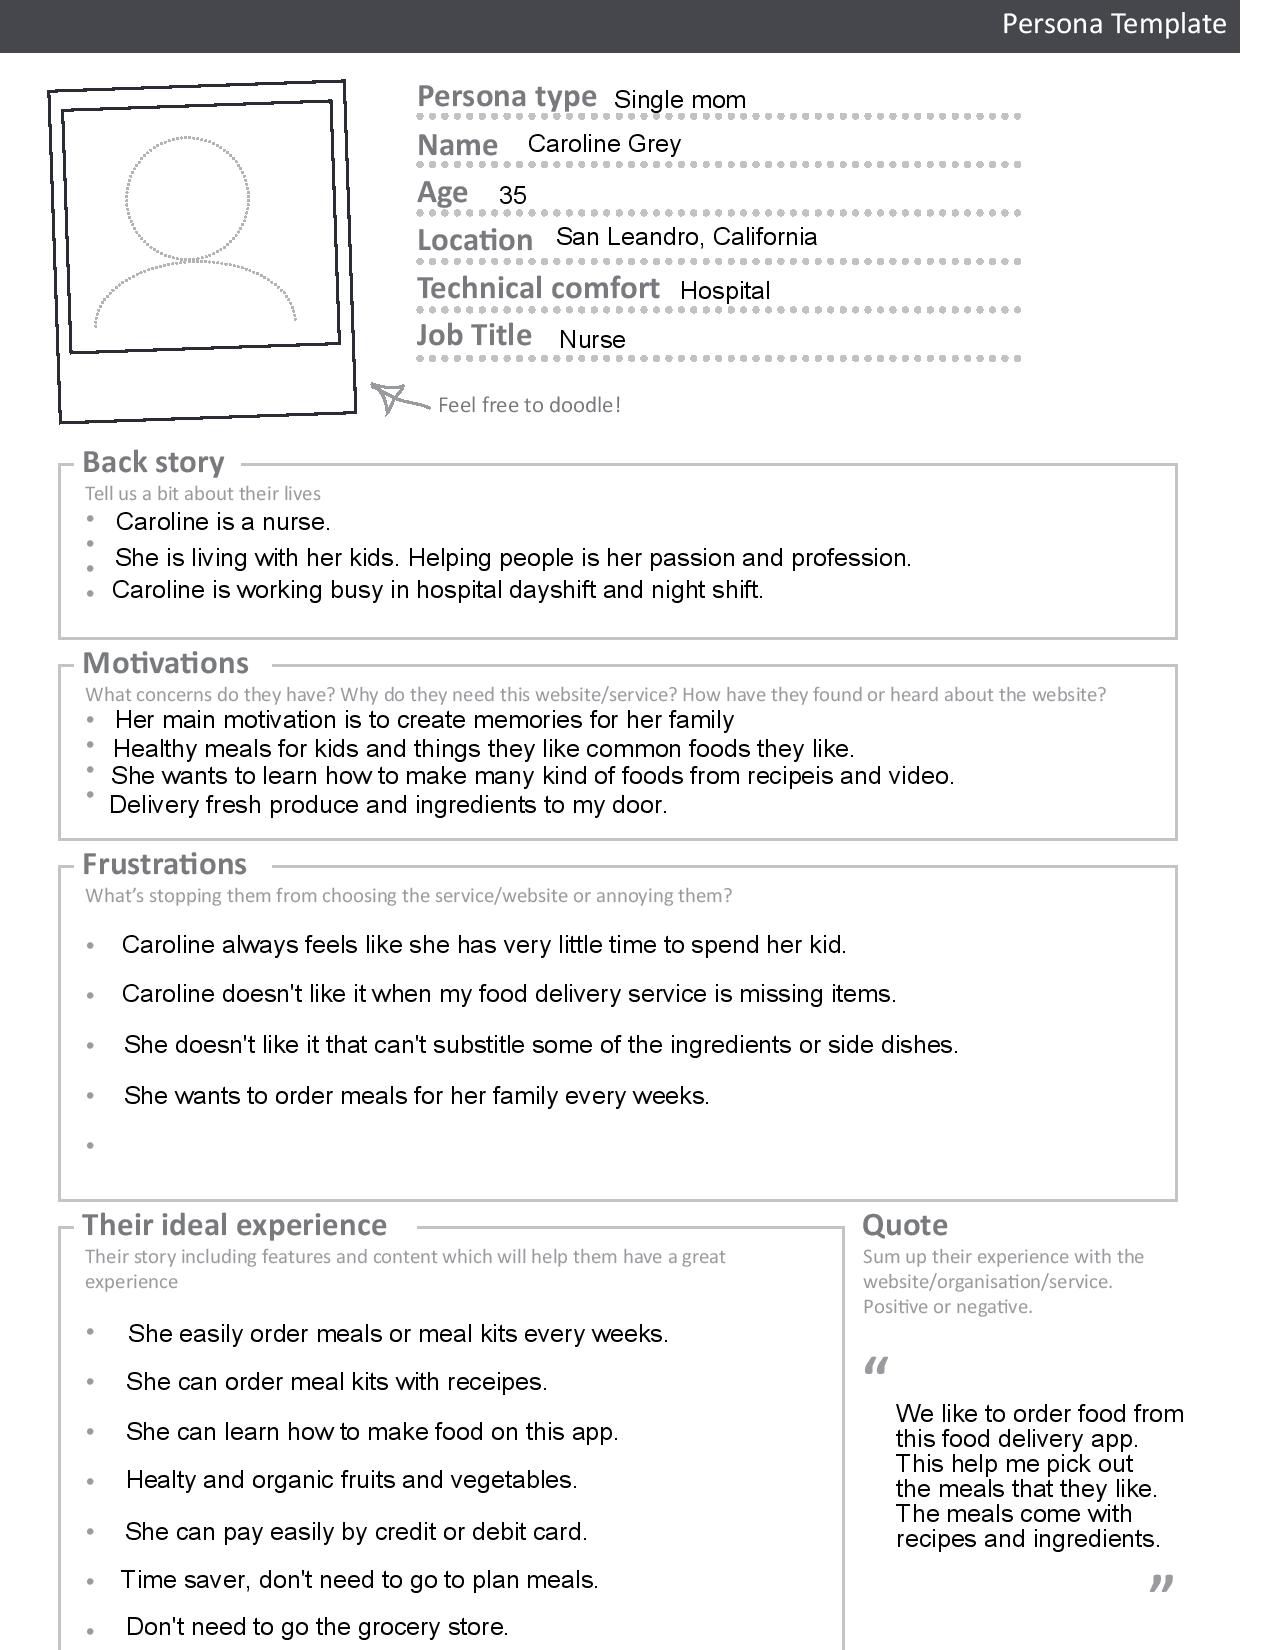 Persona Template
Persona type Single mom
Name Caroline Grey
Age 35
Location San Leandro, California
Technical comfort Hospital
Job Title Nurse
Feel free to doodle!
Back story
Tell us a bit about their lives
• Caroline is a nurse.
•
• She is living with her kids. Helping people is her passion and profession.
• Caroline is working busy in hospital dayshift and night shift.
Motivations
What concerns do they have? Why do they need this website/service? How have they found or heard about the website?
• Her main motivation is to create memories for her family
• Healthy meals for kids and things they like common foods they like.
• She wants to learn how to make many kind of foods from recipeis and video.
• Delivery fresh produce and ingredients to my door.
Frustrations
What's stopping them from choosing the service/website or annoying them?
• Caroline always feels like she has very little time to spend her kid.
• Caroline doesn't like it when my food delivery service is missing items.
• She doesn't like it that can't substitle some of the ingredients or side dishes.
• She wants to order meals for her family every weeks.
•
Their ideal experience
Their story including features and content which will help them have a great
experience
• She easily order meals or meal kits every weeks.
• She can order meal kits with receipes.
• She can learn how to make food on this app.
• Healty and organic fruits and vegetables.
• She can pay easily by credit or debit card.
• Time saver, don't need to go to plan meals.
• Don't need to go the grocery store.
Quote
Sum up their experience with the
website/organisation/service.
Positive or negative.
“
We like to order food from
this food delivery app.
This help me pick out
the meals that they like.
The meals come with
recipes and ingredients.
”